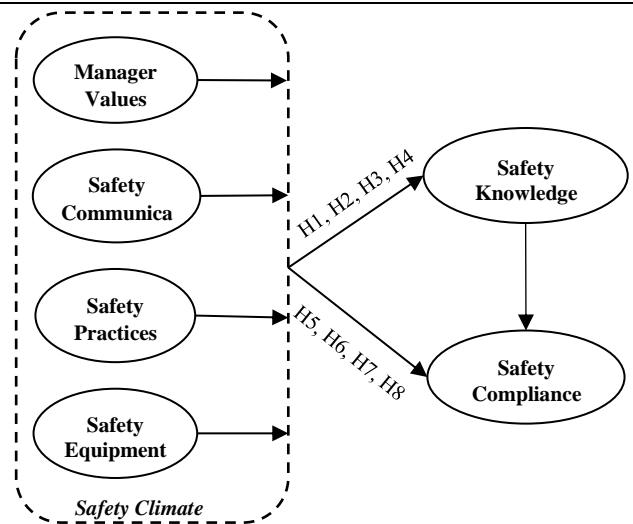 Manager
Values
Safety
Communica
Safety
Practices
Safety
Equipment
Safety Climate
H1, H2, H3, H4
H5, H6, H7, H8
Safety
Knowledge
Safety
Compliance